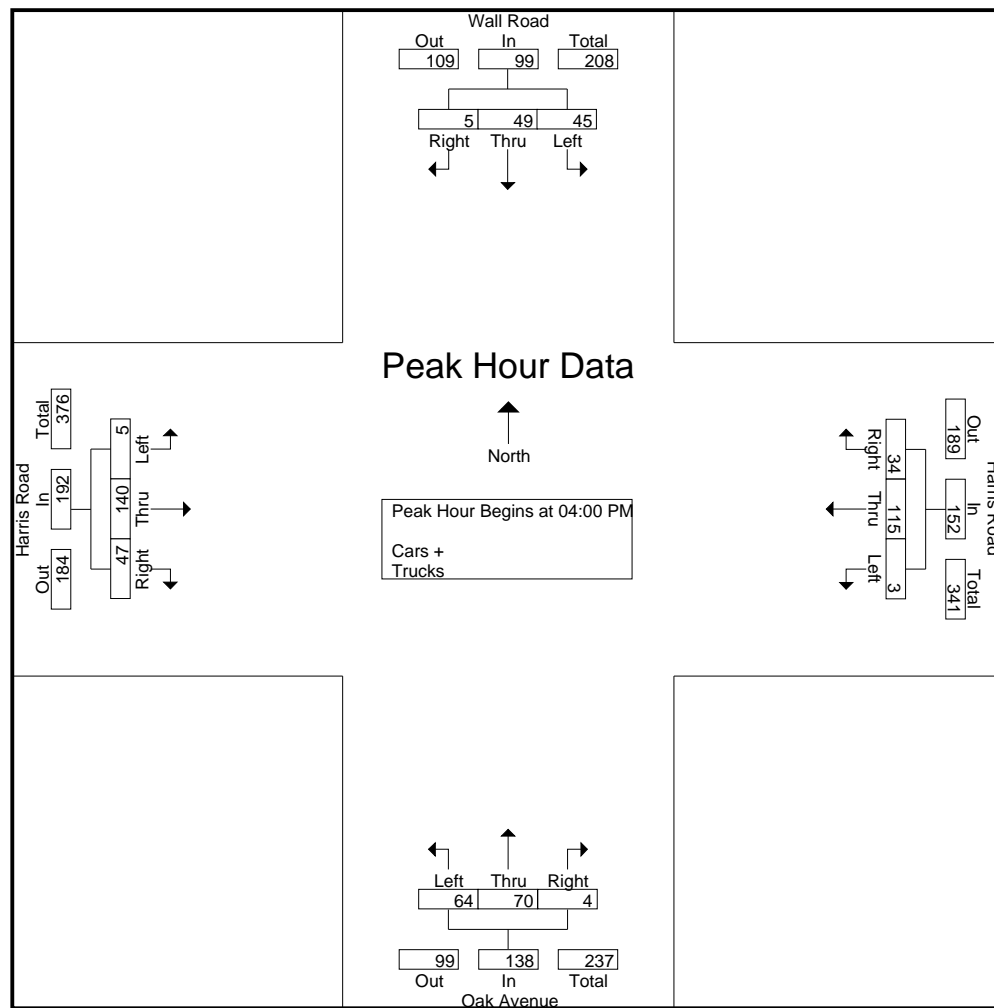 Wall Road
Out In Total
109 99 208
5 49 45
Right Thru Left
Peak Hour Data
North
Peak Hour Begins at 04:00 PM
Cars +
Trucks
Harris Road
Total In Out
376 192 184
5 140 47
Left Thru Right
Harris Road
Out In Total
189 152 341
34 115 3
Right Thru Left
Left Thru Right
64 70 4
99 138 237
Out In Total
Oak Avenue